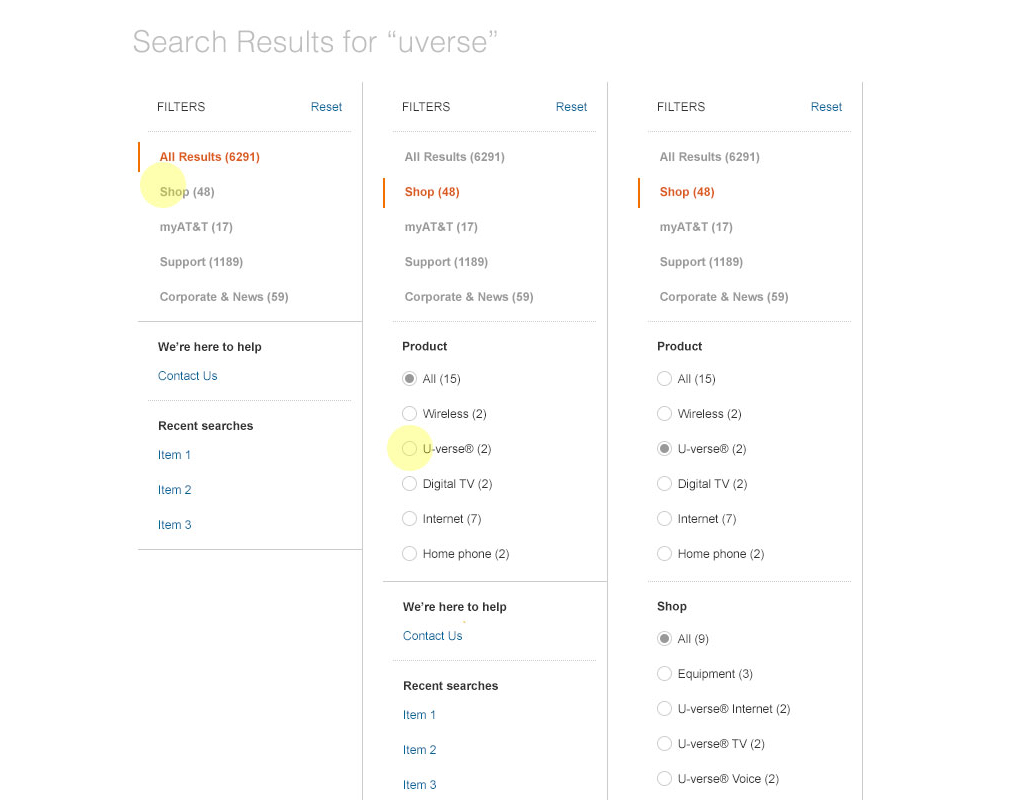 Search Results for “uverse”
FILTERS Reset
All Results (6291)
Shop (48)
myAT&T (17)
Support (1189)
Corporate & News (59)
We’re here to help
Contact Us
Recent searches
Item 1
Item 2
Item 3
FILTERS Reset
All Results (6291)
Shop (48)
myAT&T (17)
Support (1189)
Corporate & News (59)
Product
All (15)
Wireless (2)
U-verse® (2)
Digital TV (2)
Internet (7)
Home phone (2)
We’re here to help
Contact Us
Recent searches
Item 1
Item 2
Item 3
FILTERS Reset
All Results (6291)
Shop (48)
myAT&T (17)
Support (1189)
Corporate & News (59)
Product
All (15)
Wireless (2)
U-verse® (2)
Digital TV (2)
Internet (7)
Home phone (2)
Shop
All (9)
Equipment (3)
U-verse® Internet (2)
U-verse® TV (2)
U-verse® Voice (2)